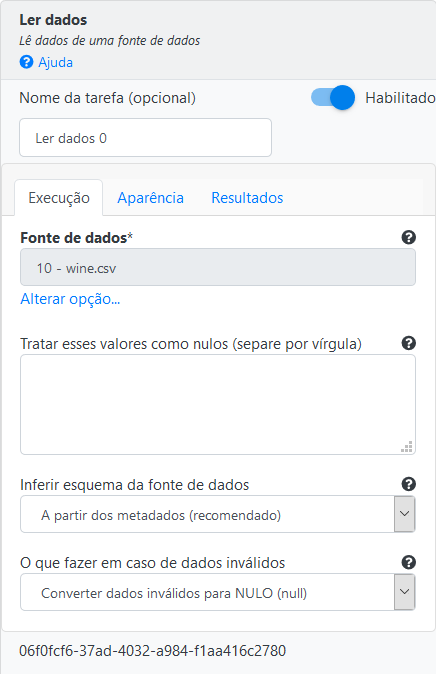 Ler dados
Lê dados de uma fonte de dados
Ajuda
Nome da tarefa (opcional)
Habilitado
Ler dados 0
Execução Aparência Resultados
Fonte de dados*
10 - wine.csv
Alterar opção...
Tratar esses valores como nulos (separe por vírgula)
Inferir esquema da fonte de dados
A partir dos metadados (recomendado)
O que fazer em caso de dados inválidos
Converter dados inválidos para NULO (null)
06f0fcf6-37ad-4032-a984-f1aa416c2780